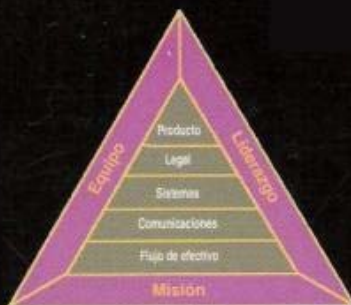 Equipo
Liderazgo
Producto
Legal
Sistemas
Comunicaciones
Flujo de efectivo
Misión